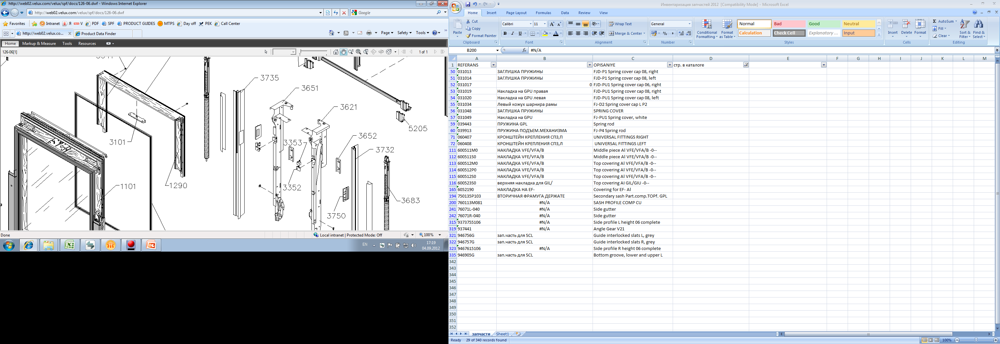 http://web02.velux.com/velux/spf/docs/126-06.dwf - Windows Internet Explorer
http://web02.velux.com/velux/spf/docs/126-06.dwf
Google
Favorites Intranet Я V PDF SPF PRODUCT GUIDES MTPS Day off PEK Call Center
http://web02.velux.co... Product Data Finder
Page Safety Tools
Home Markup & Measure Tools Resources
126-06[1]
1 of 1
3735
3651
3621
5205
3101
3353
3652
3732
1290
1101
3352
3683
3750
Done
Local intranet | Protected Mode: Off
100%
EN
17:19
04.09.2012
Инвентаризация запчастей 2012 [Compatibility Mode] - Microsoft Excel
Home Insert Page Layout Formulas Data Review View
Paste
Cut
Copy
Format Painter
Clipboard
Calibri 11
B I U
Font
Wrap Text
Merge & Center
Alignment
General
Number
Conditional Formatting
Format as Table
Normal Bad Good Neutral
Calculation Check Cell Explanatory ... Input
Styles
Insert Delete Format
Cells
AutoSum
Fill
Clear
Sort & Filter
Find & Select
Editing
B200 fx #N/A
A B C D E F G H I J K L M
1 REFERANS OPISANIYE стр. в каталоге
50 031013 ЗАГЛУШКА ПРУЖИНЫ FJD-P1 Spring cover cap 08, right
51 031014 ЗАГЛУШКА ПРУЖИНЫ FJD-P1 Spring cover cap 08, left
52 031017 0 FJD-PU1 Spring cover cap 06, right
53 031019 Накладка на GPU правая FJD-PU1 Spring cover cap 08, right
54 031020 Накладка на GPU левая FJD-PU1 Spring cover cap 08, left
55 031034 Левый кожух шарнира рамы FJ-D2 Spring cover cap L P2
56 031048 ЗАГЛУШКА ПРУЖИНЫ SPRING COVER
57 031049 Накладка на GPU FJ-PU1 Spring cover, white
59 039443 ПРУЖИНА GPL Spring rod
60 039913 ПРУЖИНА ПОДЪЕМ.МЕХАНИЗМА FJ-P4 Spring rod
71 060407 КРОНШТЕЙН КРЕПЛЕНИЯ СПЗ,П UNIVERSAL FITTINGS RIGHT
72 060408 КРОНШТЕЙН КРЕПЛЕНИЯ СПЗ,Л UNIVERSAL FITTINGS LEFT
111 600511M0 НАКЛАДКА VFE/VFA/B Middle piece Al VFE/VFA/B -0--
112 600511S0 НАКЛАДКА VFE/VFA/B Middle piece Al VFE/VFA/B -0--
113 600512M0 НАКЛАДКА VFE/VFA/B Top covering Al VFE/VFA/B -0--
114 600512P0 НАКЛАДКА VFE/VFA/B Top covering Al VFE/VFA/B -0--
115 600512S0 НАКЛАДКА VFE/VFA/B Top covering Al VFE/VFA/B -0--
116 600523S0 верхняя накладка для GIL/ Top covering AI GIL/GIU -0--
165 6052190 НАКЛАДКА НА EF- Covering for EF- Al
194 750135P103 ВТОРИЧНАЯ ФРАМУГА ДЕРЖАТЕ Secondary sash Part.comp.TOPf. GPL
200 760113M081 #N/A SASH PROFILE COMP CU
241 76071L-040 #N/A Side gutter
242 76071R-040 #N/A Side gutter
315 9373755106 #N/A Side profile L height 06 complete
319 937441 #N/A Angle Gear V21
321 946756G зап.часть для SCL Guide interlocked slats L, grey
322 946757G зап.часть для SCL Guide interlocked slats R, grey
323 9467615106 #N/A Side profile R height 06 complete
335 946905G зап.часть для SCL Bottom groove, lower and upper L
342
343
344
345
346
347
348
349
350
351
352
запчасти Sheet1
Ready 29 of 340 records found 100%